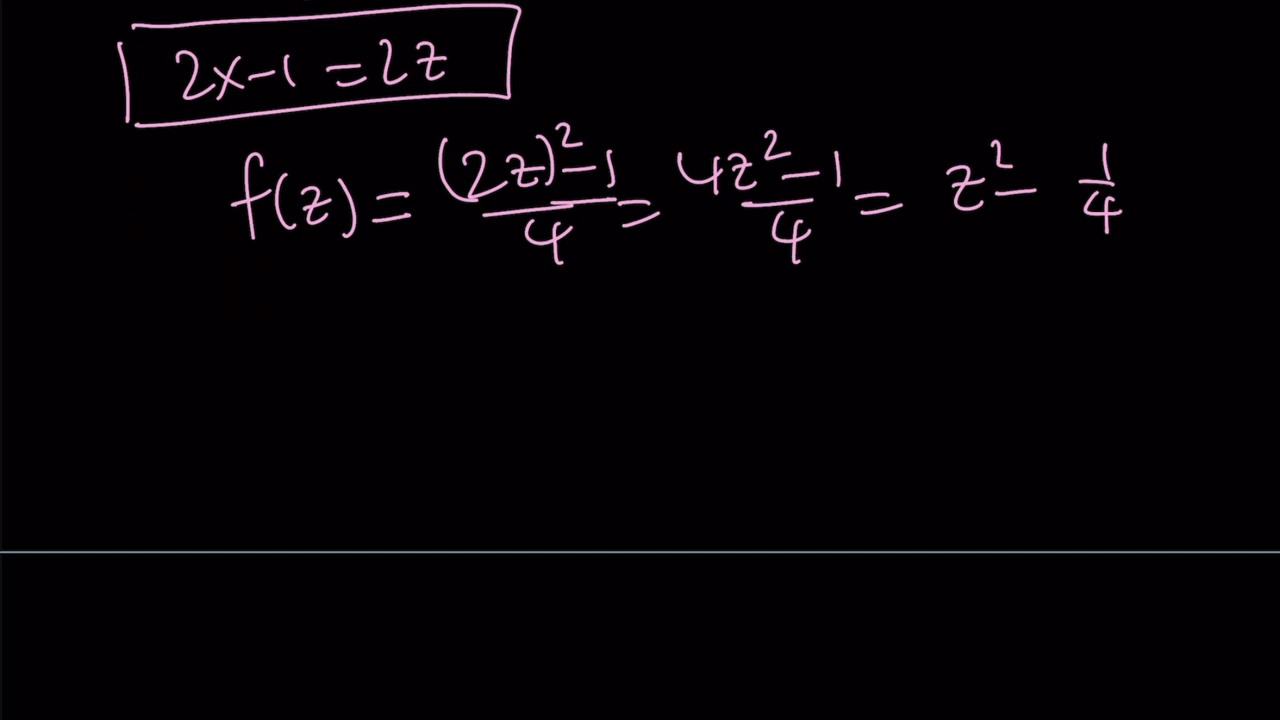 2x-1 = 2z
f(z) = (2z)²-1/4 = 4z²-1/4 = z² - 1/4